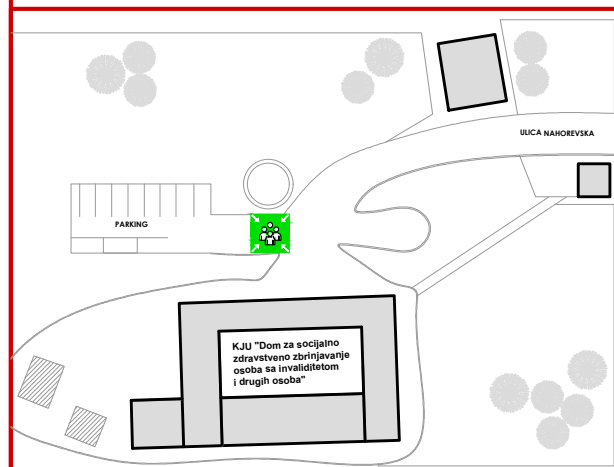 ULICA NAHOREVSKA
PARKING
KJU "Dom za socijalno
zdravstveno zbrinjavanje
osoba sa invaliditetom
i drugih osoba"